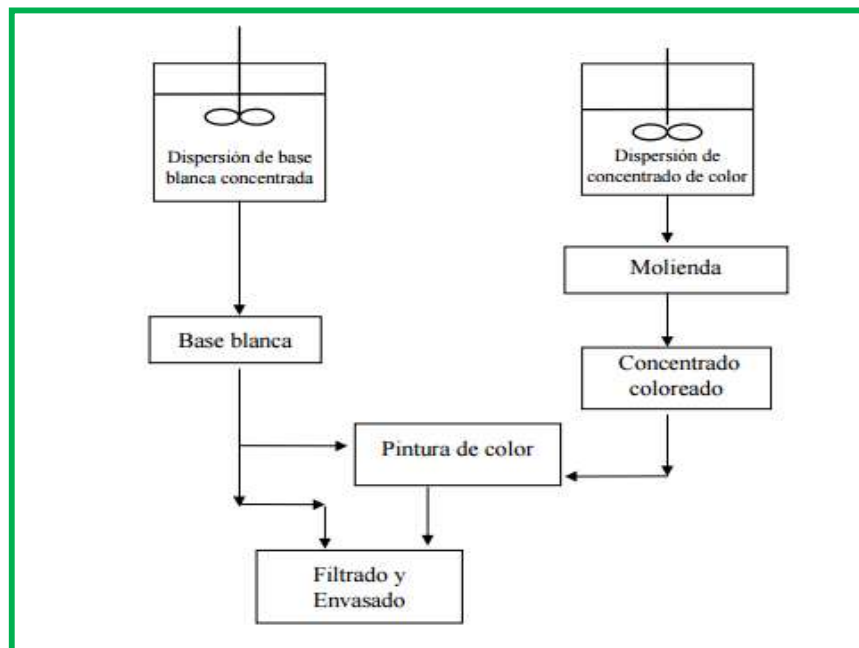 Dispersión de base
blanca concentrada
Dispersión de
concentrado de color
Molienda
Base blanca
Concentrado
coloreado
Pintura de color
Filtrado y
Envasado